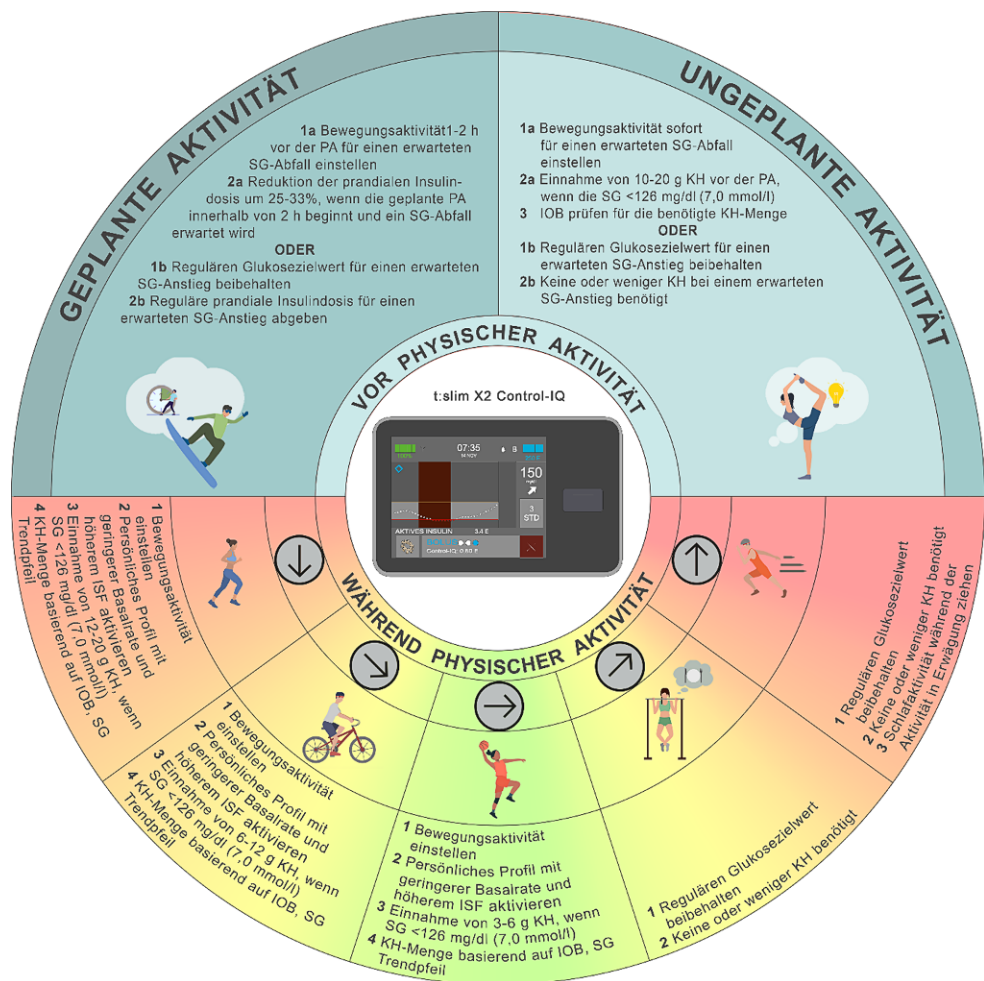 GEPLANTE AKTIVITÄT
1a Bewegungsaktivität1-2 h
vor der PA für einen erwarteten
SG-Abfall einstellen
2a Reduktion der prandialen Insulin-
dosis um 25-33%, wenn die geplante PA
innerhalb von 2 h beginnt und ein SG-Abfall
erwartet wird
ODER
1b Regulären Glukosezielwert für einen erwarteten
SG-Anstieg beibehalten
2b Reguläre prandiale Insulindosis für einen
erwarteten SG-Anstieg abgeben
UNGEPLANTE AKTIVITÄT
1a Bewegungsaktivität sofort
für einen erwarteten SG-Abfall
einstellen
2a Einnahme von 10-20 g KH vor der PA,
wenn die SG <126 mg/dl (7,0 mmol/l)
3 IOB prüfen für die benötigte KH-Menge
ODER
1b Regulären Glukosezielwert für einen
erwarteten SG-Anstieg beibehalten
2b Keine oder weniger KH bei einem erwarteten
SG-Anstieg benötigt
VOR PHYSISCHER AKTIVITÄT
t:slim X2 Control-IQ
07:35
B
150
3
STD
AKTIVES INSULIN 3.4 E
WÄHREND PHYSISCHER AKTIVITÄT
1 Bewegungsaktivität
einstellen
2 Persönliches Profil mit
geringerer Basalrate und
höherem ISF aktivieren
3 Einnahme von 12-20 g KH, wenn
SG <126 mg/dl (7,0 mmol/l)
4 KH-Menge basierend auf IOB, SG
Trendpfeil
1 Bewegungsaktivität
einstellen
2 Persönliches Profil mit
geringerer Basalrate und
höherem ISF aktivieren
3 Einnahme von 6-12 g KH, wenn
SG <126 mg/dl (7,0 mmol/l)
4 KH-Menge basierend auf IOB, SG
Trendpfeil
1 Bewegungsaktivität
einstellen
2 Persönliches Profil mit
geringerer Basalrate und
höherem ISF aktivieren
3 Einnahme von 3-6 g KH, wenn
SG <126 mg/dl (7,0 mmol/l)
4 KH-Menge basierend auf IOB, SG
Trendpfeil
1 Regulären Glukosezielwert
beibehalten
2 Keine oder weniger KH benötigt
1 Regulären Glukosezielwert
beibehalten
2 Keine oder weniger KH benötigt
3 Schlafaktivität während der
Aktivität in Erwägung ziehen